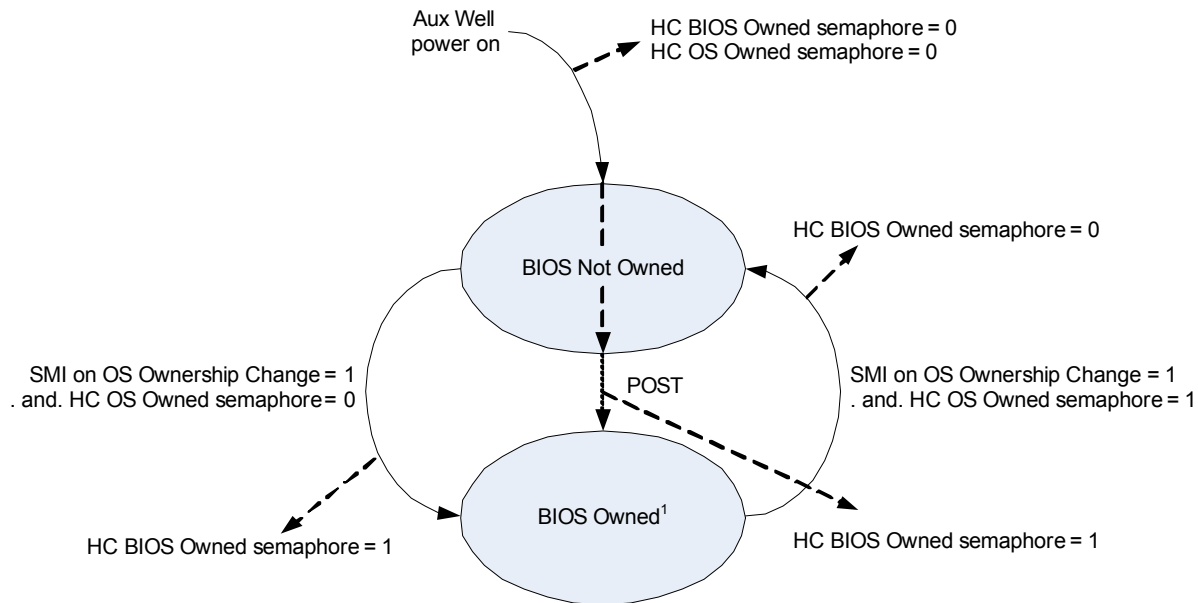 Aux Well
power on
HC BIOS Owned semaphore = 0
HC OS Owned semaphore = 0
HC BIOS Owned semaphore = 0
BIOS Not Owned
SMI on OS Ownership Change = 1
. and. HC OS Owned semaphore = 0
POST
SMI on OS Ownership Change = 1
. and. HC OS Owned semaphore = 1
BIOS Owned¹
HC BIOS Owned semaphore = 1
HC BIOS Owned semaphore = 1